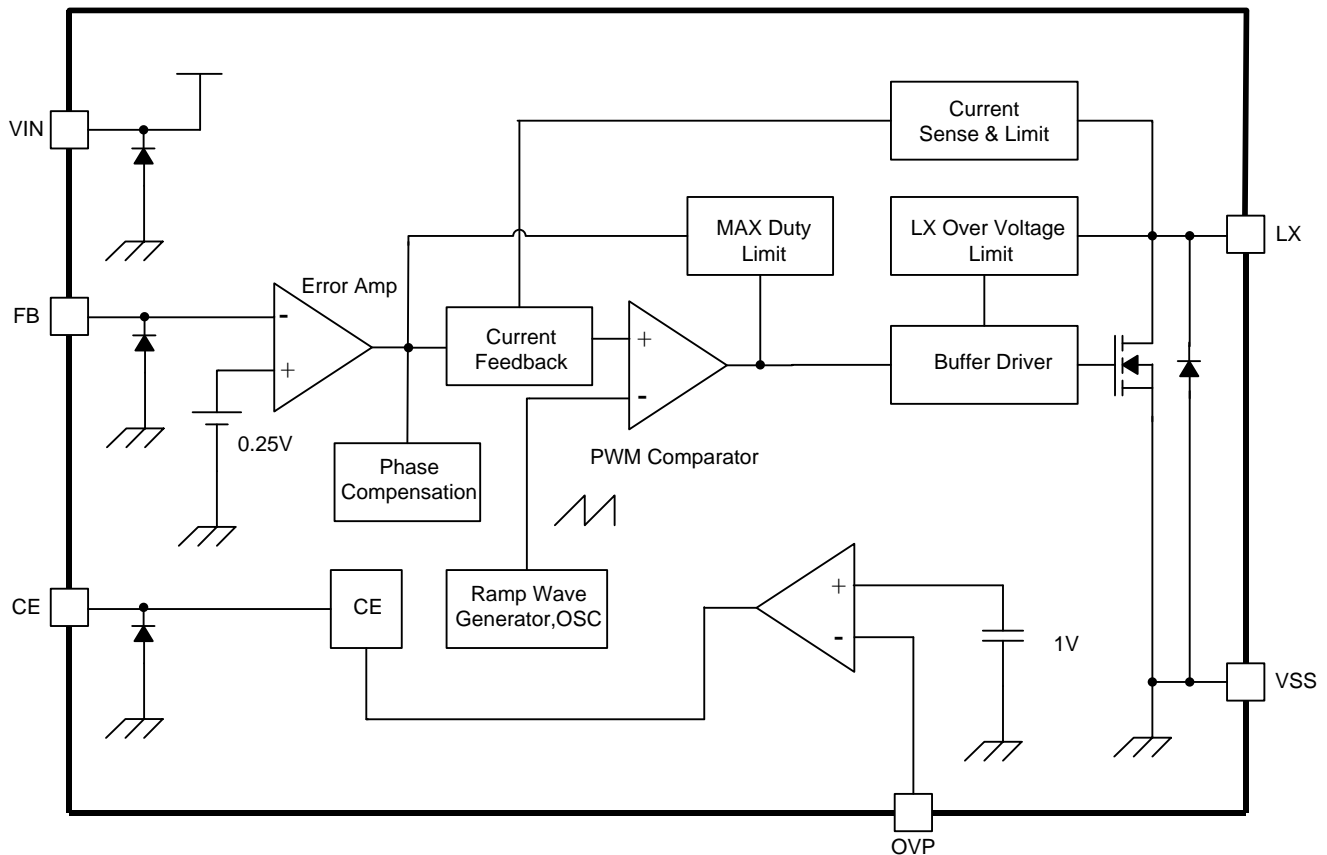 Current
Sense & Limit
VIN
MAX Duty
Limit
LX Over Voltage
Limit
LX
Error Amp
FB
-
+
Current
Feedback
+
-
Buffer Driver
0.25V
PWM Comparator
Phase
Compensation
CE
CE
Ramp Wave
Generator,OSC
+
-
1V
VSS
OVP